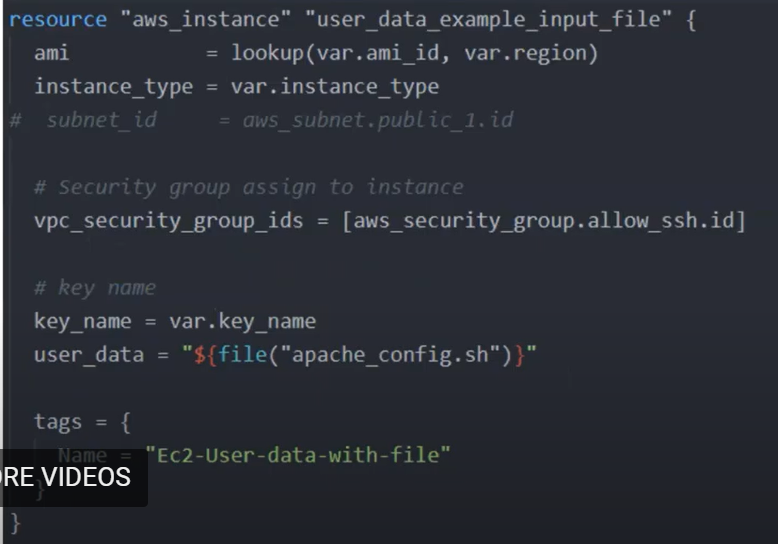 resource "aws_instance" "user_data_example_input_file" {
  ami           = lookup(var.ami_id, var.region)
  instance_type = var.instance_type
#  subnet_id     = aws_subnet.public_1.id
  # Security group assign to instance
  vpc_security_group_ids = [aws_security_group.allow_ssh.id]
  # key name
  key_name = var.key_name
  user_data = "${file("apache_config.sh")}"
  tags = {
    Name = "Ec2-User-data-with-file"
ORE VIDEOS
  }
}